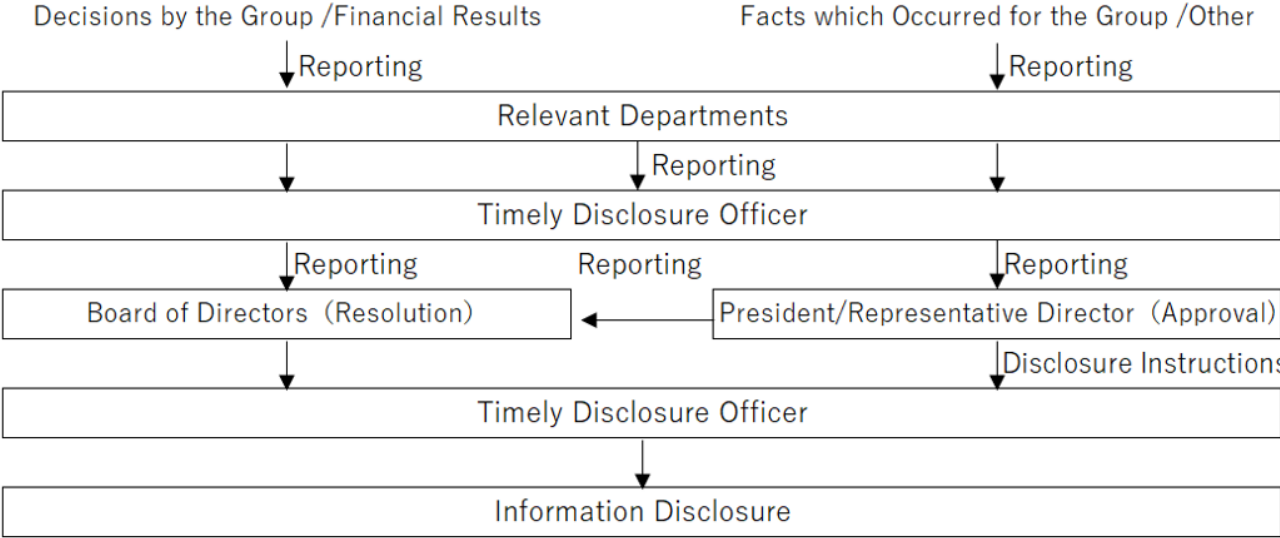 Decisions by the Group /Financial Results
Facts which Occurred for the Group /Other
Reporting
Reporting
Relevant Departments
Reporting
Timely Disclosure Officer
Reporting
Reporting
Reporting
Board of Directors（Resolution）
President/Representative Director（Approval）
Disclosure Instructions
Timely Disclosure Officer
Information Disclosure